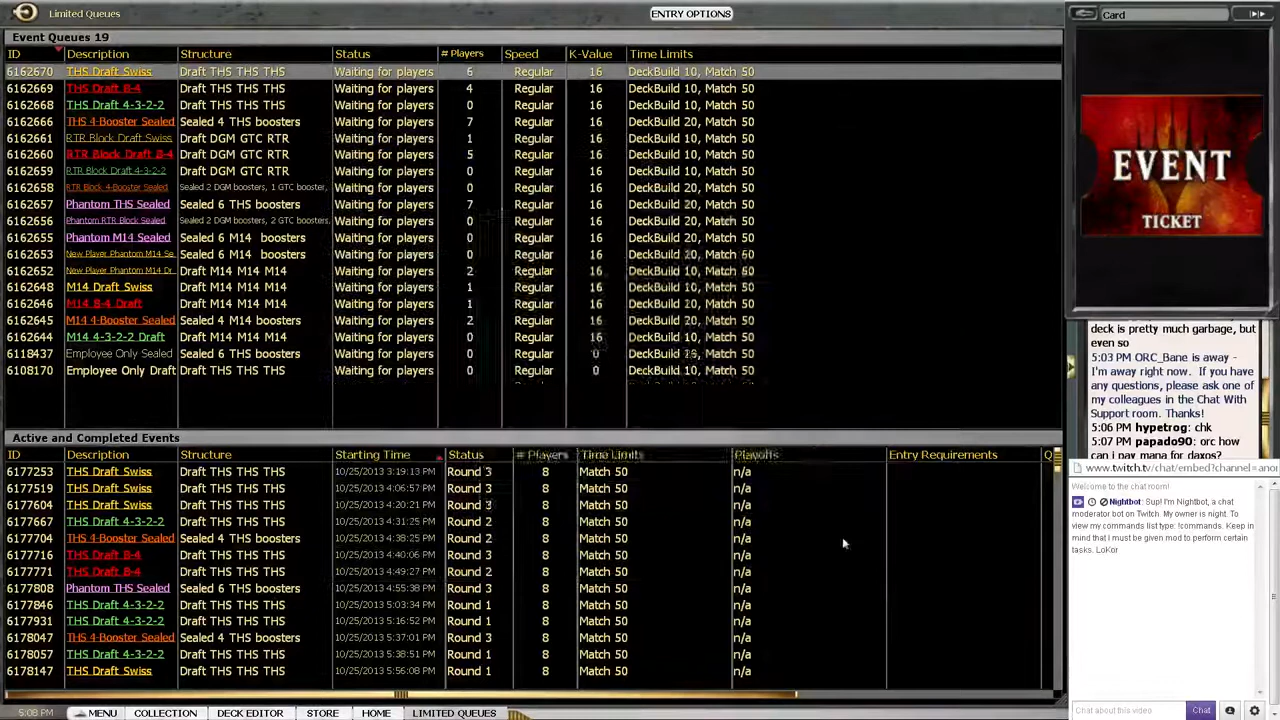 Limited Queues ENTRY OPTIONS Card
Event Queues 19
ID Description Structure Status # Players Speed K-Value Time Limits
6162670 THS Draft Swiss Draft THS THS THS Waiting for players 6 Regular 16 DeckBuild 10, Match 50
6162669 THS Draft 8-4 Draft THS THS THS Waiting for players 4 Regular 16 DeckBuild 10, Match 50
6162668 THS Draft 4-3-2-2 Draft THS THS THS Waiting for players 0 Regular 16 DeckBuild 10, Match 50
6162666 THS 4-Booster Sealed Sealed 4 THS boosters Waiting for players 7 Regular 16 DeckBuild 20, Match 50
6162661 RTR Block Draft Swiss Draft DGM GTC RTR Waiting for players 1 Regular 16 DeckBuild 10, Match 50
6162660 RTR Block Draft 8-4 Draft DGM GTC RTR Waiting for players 5 Regular 16 DeckBuild 10, Match 50
6162659 RTR Block Draft 4-3-2-2 Draft DGM GTC RTR Waiting for players 0 Regular 16 DeckBuild 10, Match 50
6162658 RTR Block 4-Booster Sealed Sealed 2 DGM boosters, 1 GTC booster, Waiting for players 0 Regular 16 DeckBuild 20, Match 50
6162657 Phantom THS Sealed Sealed 6 THS boosters Waiting for players 7 Regular 16 DeckBuild 20, Match 50
6162656 Phantom RTR Block Sealed Sealed 2 DGM boosters, 2 GTC boosters, Waiting for players 0 Regular 16 DeckBuild 20, Match 50
6162655 Phantom M14 Sealed Sealed 6 M14 boosters Waiting for players 0 Regular 16 DeckBuild 20, Match 50
6162653 New Player Phantom M14 Se Sealed 6 M14 boosters Waiting for players 0 Regular 16 DeckBuild 20, Match 50
6162652 New Player Phantom M14 Dr Draft M14 M14 M14 Waiting for players 2 Regular 16 DeckBuild 10, Match 50
6162648 M14 Draft Swiss Draft M14 M14 M14 Waiting for players 1 Regular 16 DeckBuild 10, Match 50
6162646 M14 8-4 Draft Draft M14 M14 M14 Waiting for players 1 Regular 16 DeckBuild Match 50
6162645 M14 4-Booster Sealed Sealed 4 M14 boosters Waiting for players 2 Regular 16 DeckBuild 20, Match 50
6162644 M14 4-3-2-2 Draft Draft M14 M14 M14 Waiting for players 0 Regular 16 DeckBuild 10, Match 50
6118437 Employee Only Sealed Sealed 6 THS boosters Waiting for players 0 Regular 0 DeckBuild Match 50
6108170 Employee Only Draft Draft THS THS THS Waiting for players 0 Regular 0 DeckBuild 10, Match 50
EVENT
TICKET
deck is pretty much garbage, but
even so
5:03 PM ORC_Bane is away -
I'm away right now. If you have
any questions, please ask one of
my colleagues in the Chat With
Support room. Thanks!
5:06 PM hypetrog: chk
5:07 PM papado90: orc how
can i pay mana for daxos?
Active and Completed Events
ID Description Structure Starting Time Status # Players Time Limits Playoffs Entry Requirements Q
6177253 THS Draft Swiss Draft THS THS THS 10/25/2013 3:19:13 PM Round 3 8 Match 50 n/a
6177519 THS Draft Swiss Draft THS THS THS 10/25/2013 4:06:57 PM Round 3 8 Match 50 n/a
6177604 THS Draft Swiss Draft THS THS THS 10/25/2013 4:20:21 PM Round 3 8 Match 50 n/a
6177667 THS Draft 4-3-2-2 Draft THS THS THS 10/25/2013 4:31:25 PM Round 2 8 Match 50 n/a
6177704 THS 4-Booster Sealed Sealed 4 THS boosters 10/25/2013 4:38:25 PM Round 2 8 Match 50 n/a
6177716 THS Draft 8-4 Draft THS THS THS 10/25/2013 4:40:06 PM Round 3 8 Match 50 n/a
6177771 THS Draft 8-4 Draft THS THS THS 10/25/2013 4:49:27 PM Round 2 8 Match 50 n/a
6177808 Phantom THS Sealed Sealed 6 THS boosters 10/25/2013 4:55:38 PM Round 3 8 Match 50 n/a
6177846 THS Draft 4-3-2-2 Draft THS THS THS 10/25/2013 5:03:34 PM Round 1 8 Match 50 n/a
6177931 THS Draft 4-3-2-2 Draft THS THS THS 10/25/2013 5:16:52 PM Round 1 8 Match 50 n/a
6178047 THS 4-Booster Sealed Sealed 4 THS boosters 10/25/2013 5:37:01 PM Round 3 8 Match 50 n/a
6178057 THS Draft 4-3-2-2 Draft THS THS THS 10/25/2013 5:38:51 PM Round 1 8 Match 50 n/a
6178147 THS Draft Swiss Draft THS THS THS 10/25/2013 5:56:08 PM Round 1 8 Match 50 n/a
www.twitch.tv/chat/embed?channel=anor
Welcome to the chat room!
Nightbot: Sup! I'm Nightbot, a chat
moderator bot on Twitch. My owner is night. To
view my commands list type: !commands. Keep in
mind that I must be given mod to perform certain
tasks. LoKor
Chat about this video Chat
5:08 PM MENU COLLECTION DECK EDITOR STORE HOME LIMITED QUEUES